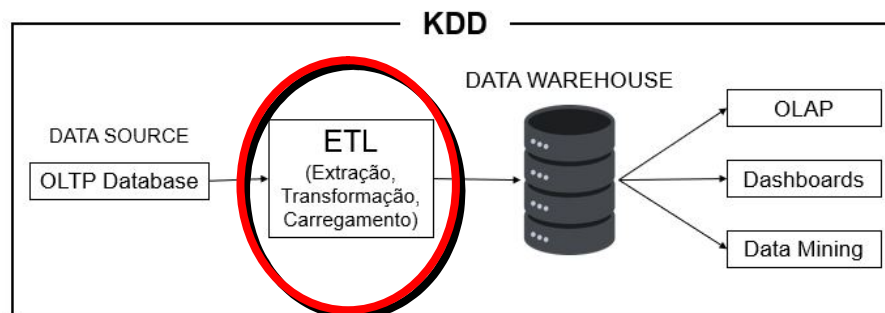 KDD
DATA SOURCE
OLTP Database
ETL
(Extração,
Transformação,
Carregamento)
DATA WAREHOUSE
OLAP
Dashboards
Data Mining